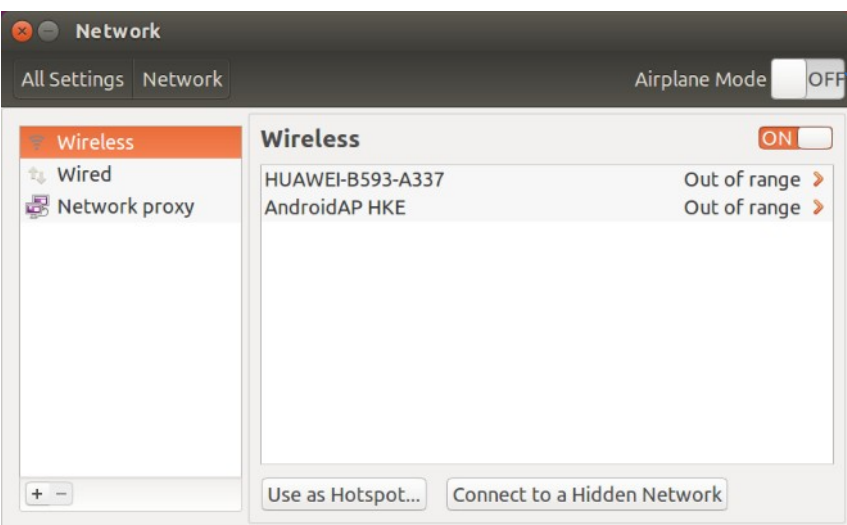 Network
All Settings Network Airplane Mode OFF
Wireless
Wired
Network proxy
+ −
Wireless ON
HUAWEI-B593-A337 Out of range
AndroidAP HKE Out of range
Use as Hotspot... Connect to a Hidden Network